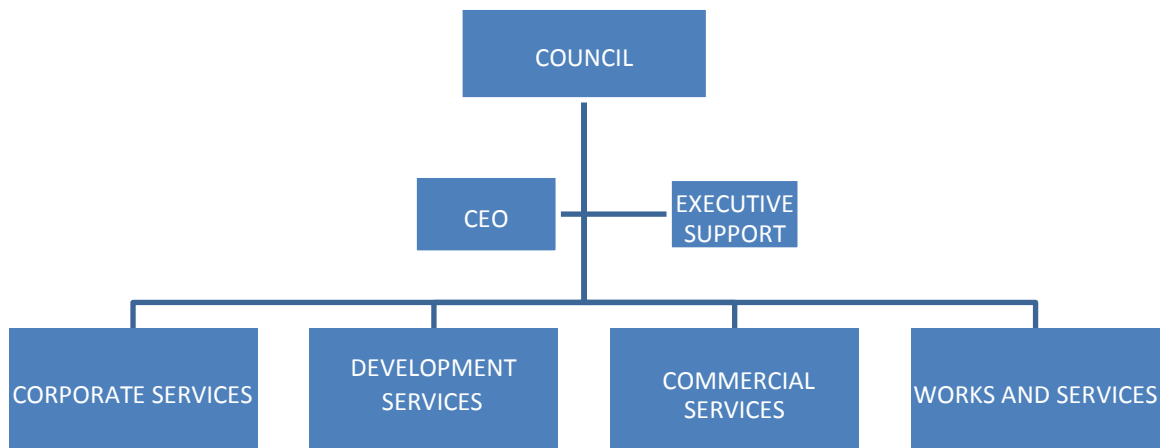 COUNCIL
CEO
EXECUTIVE
SUPPORT
CORPORATE SERVICES
DEVELOPMENT
SERVICES
COMMERCIAL
SERVICES
WORKS AND SERVICES